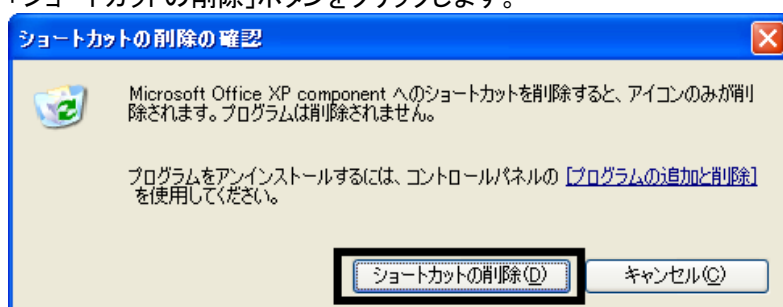 「ショートカットの削除」ボタンをクリックします。
ショートカットの削除の確認
Microsoft Office XP component へのショートカットを削除すると、アイコンのみが削
除されます。プログラムは削除されません。
プログラムをアンインストールするには、コントロールパネルの [プログラムの追加と削除]
を使用してください。
ショートカットの削除(D)
キャンセル(C)